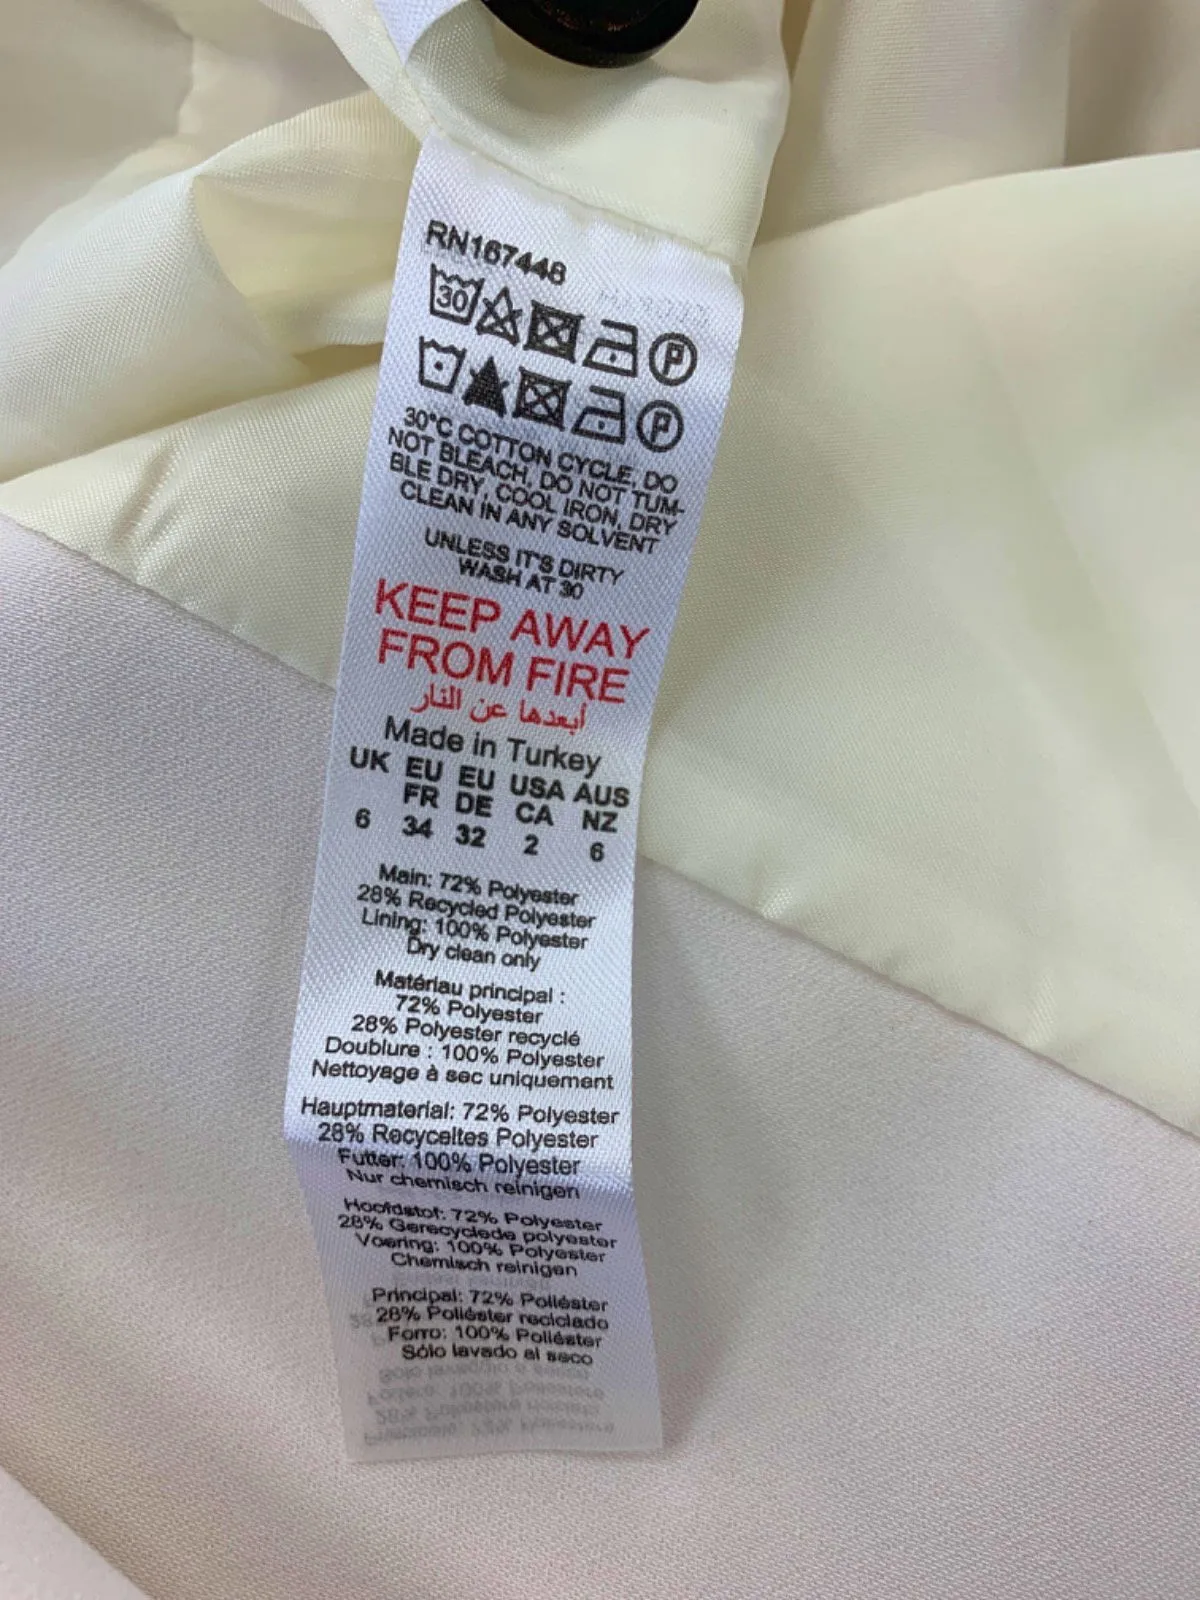 RN167448
30
P
P
30°C COTTON CYCLE, DO
NOT BLEACH, DO NOT TUM-
BLE DRY, COOL IRON, DRY
CLEAN IN ANY SOLVENT
UNLESS IT'S DIRTY
WASH AT 30
KEEP AWAY
FROM FIRE
أبعدها عن النار
Made in Turkey
UK EU EU USA AUS
FR DE CA NZ
6 34 32 2 6
Main: 72% Polyester
28% Recycled Polyester
Lining: 100% Polyester
Dry clean only
Matériau principal :
72% Polyester
28% Polyester recyclé
Doublure : 100% Polyester
Nettoyage à sec uniquement
Hauptmaterial: 72% Polyester
28% Recyceltes Polyester
Futter: 100% Polyester
Nur chemisch reinigen
Hoofdstof: 72% Polyester
28% Gerecyclede polyester
Voering: 100% Polyester
Chemisch reinigen
Principal: 72% Poliéster
28% Poliéster reciclado
Forro: 100% Poliéster
Sólo lavado al seco